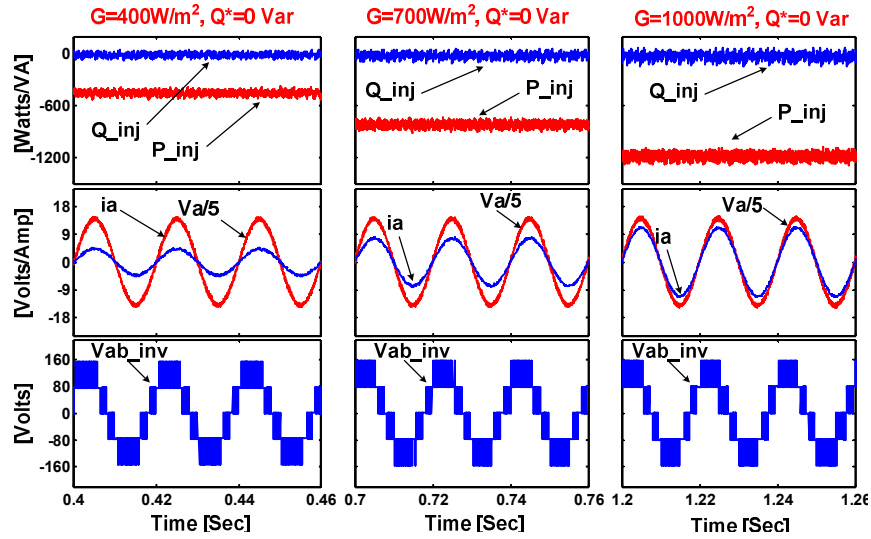 G=400W/m², Q*=0 Var
G=700W/m², Q*=0 Var
G=1000W/m², Q*=0 Var
[Watts/VA]
0
-600
-1200
Q_inj
P_inj
Q_inj
P_inj
Q_inj
P_inj
[Volts/Amp]
18
9
0
-9
-18
ia
Va/5
ia
Va/5
ia
Va/5
[Volts]
160
80
0
-80
-160
Vab_inv
Vab_inv
Vab_inv
0.4
0.42
0.44
0.46
0.7
0.72
0.74
0.76
1.2
1.22
1.24
1.26
Time [Sec]
Time [Sec]
Time [Sec]